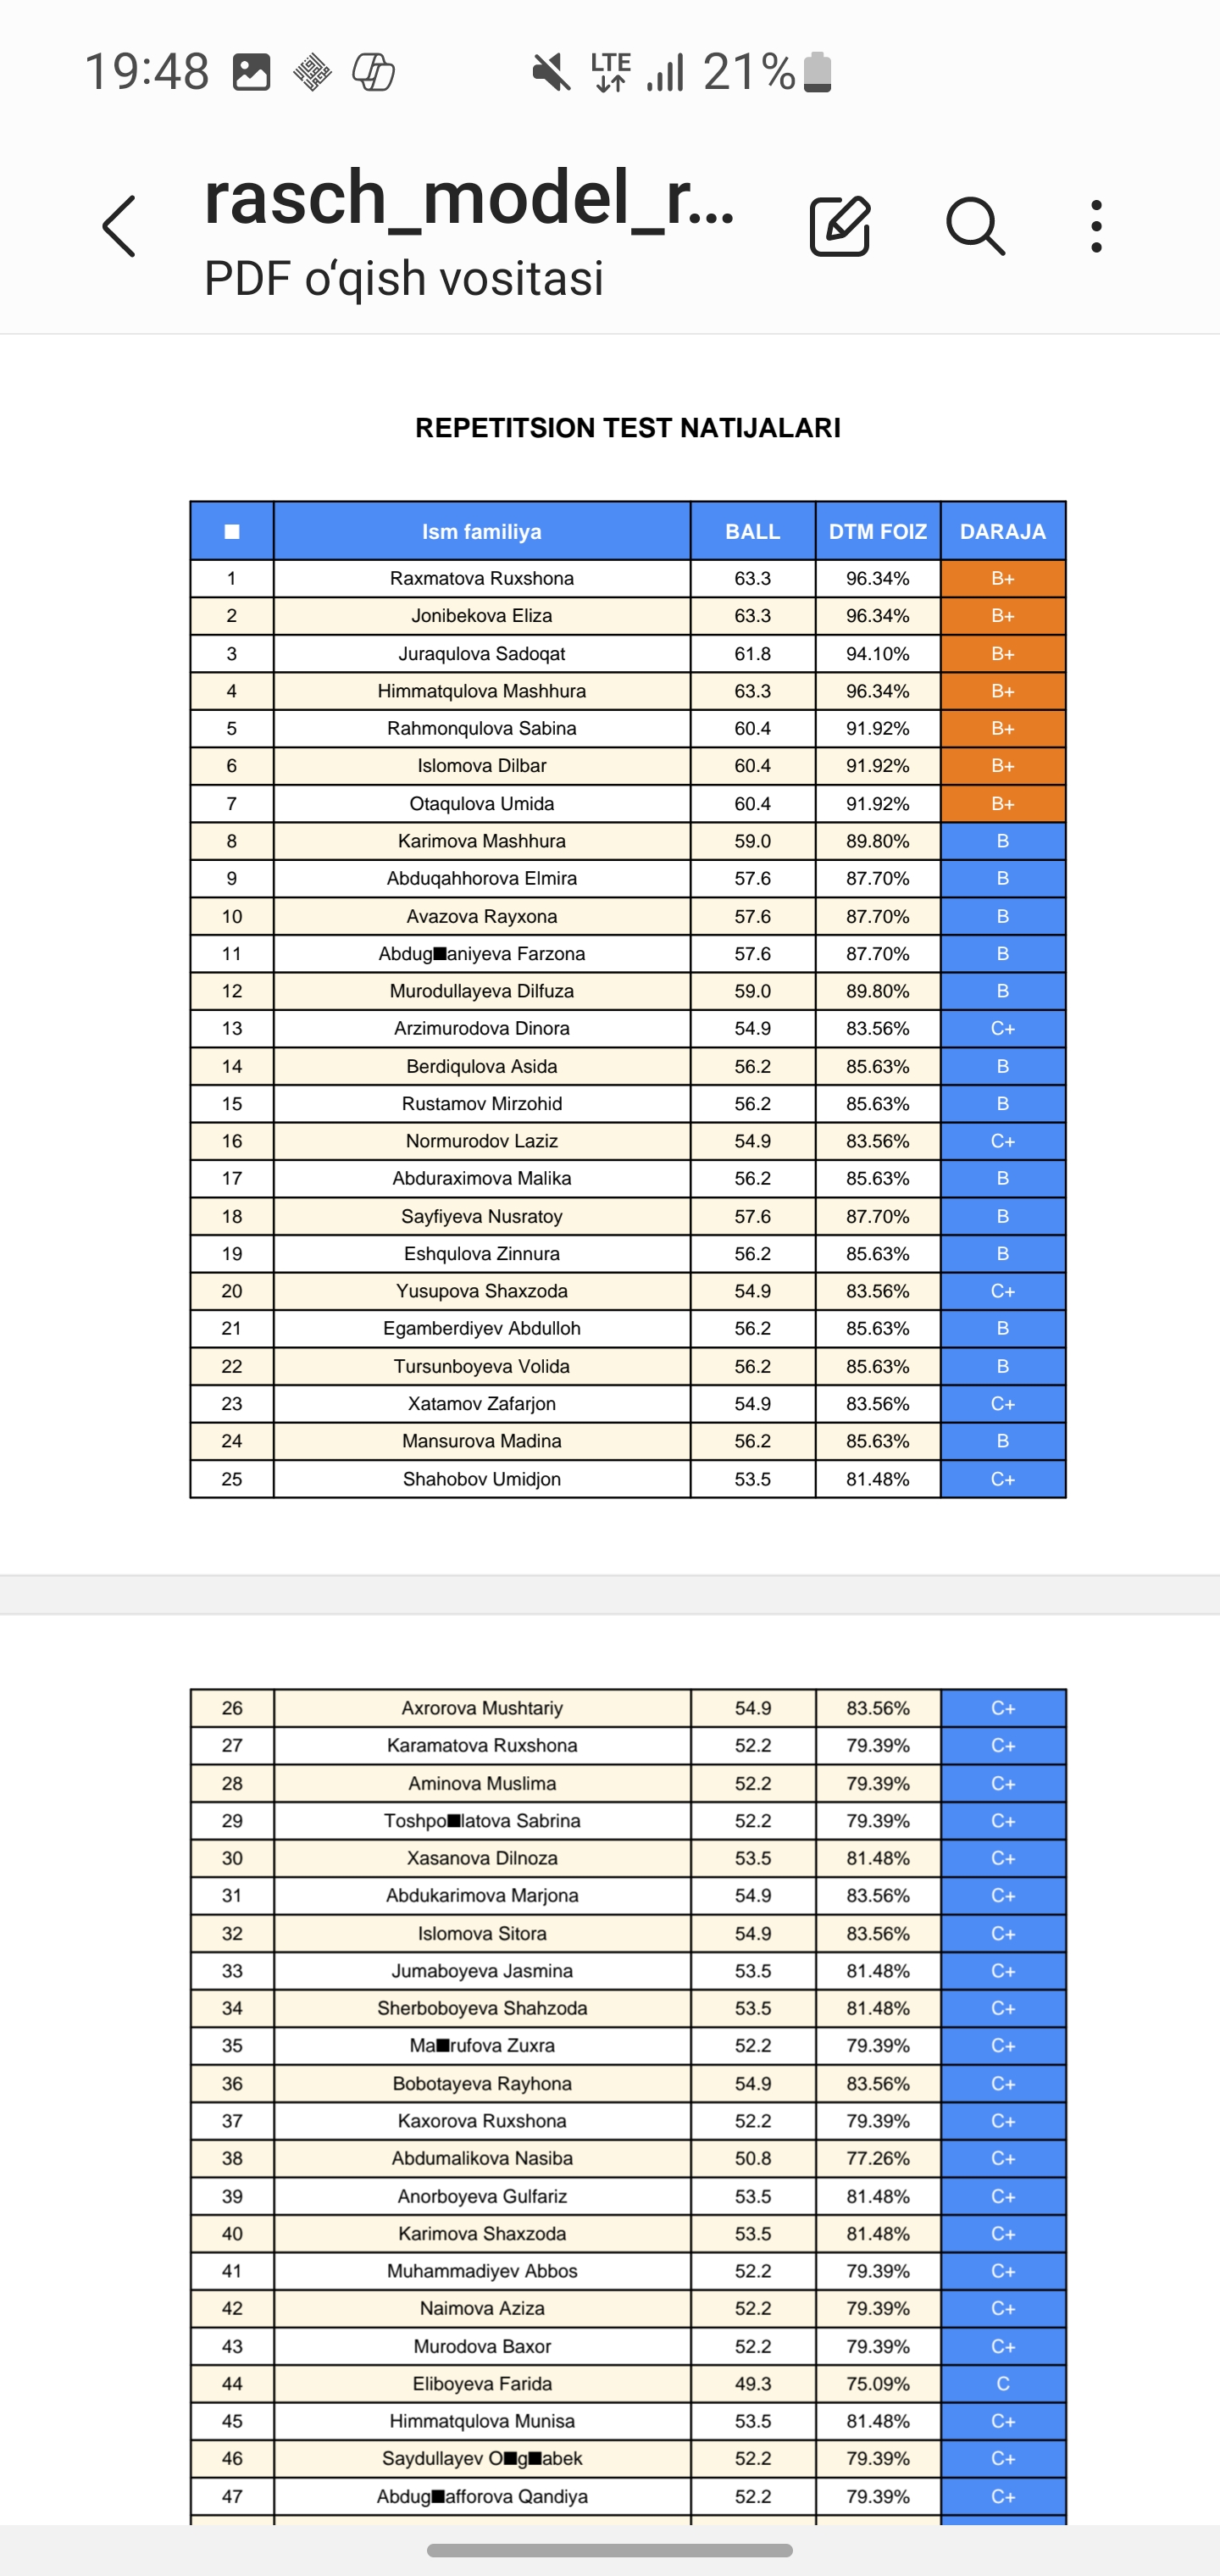 19:48 LTE 21%
rasch_model_r...
PDF o‘qish vositasi
REPETITSION TEST NATIJALARI
■ Ism familiya BALL DTM FOIZ DARAJA
1 Raxmatova Ruxshona 63.3 96.34% B+
2 Jonibekova Eliza 63.3 96.34% B+
3 Juraqulova Sadoqat 61.8 94.10% B+
4 Himmatqulova Mashhura 63.3 96.34% B+
5 Rahmonqulova Sabina 60.4 91.92% B+
6 Islomova Dilbar 60.4 91.92% B+
7 Otaqulova Umida 60.4 91.92% B+
8 Karimova Mashhura 59.0 89.80% B
9 Abduqahhorova Elmira 57.6 87.70% B
10 Avazova Rayxona 57.6 87.70% B
11 Abdug■aniyeva Farzona 57.6 87.70% B
12 Murodullayeva Dilfuza 59.0 89.80% B
13 Arzimurodova Dinora 54.9 83.56% C+
14 Berdiqulova Asida 56.2 85.63% B
15 Rustamov Mirzohid 56.2 85.63% B
16 Normurodov Laziz 54.9 83.56% C+
17 Abduraximova Malika 56.2 85.63% B
18 Sayfiyeva Nusratoy 57.6 87.70% B
19 Eshqulova Zinnura 56.2 85.63% B
20 Yusupova Shaxzoda 54.9 83.56% C+
21 Egamberdiyev Abdulloh 56.2 85.63% B
22 Tursunboyeva Volida 56.2 85.63% B
23 Xatamov Zafarjon 54.9 83.56% C+
24 Mansurova Madina 56.2 85.63% B
25 Shahobov Umidjon 53.5 81.48% C+
26 Axrorova Mushtariy 54.9 83.56% C+
27 Karamatova Ruxshona 52.2 79.39% C+
28 Aminova Muslima 52.2 79.39% C+
29 Toshpo■latova Sabrina 52.2 79.39% C+
30 Xasanova Dilnoza 53.5 81.48% C+
31 Abdukarimova Marjona 54.9 83.56% C+
32 Islomova Sitora 54.9 83.56% C+
33 Jumaboyeva Jasmina 53.5 81.48% C+
34 Sherboboyeva Shahzoda 53.5 81.48% C+
35 Ma■rufova Zuxra 52.2 79.39% C+
36 Bobotayeva Rayhona 54.9 83.56% C+
37 Kaxorova Ruxshona 52.2 79.39% C+
38 Abdumalikova Nasiba 50.8 77.26% C+
39 Anorboyeva Gulfariz 53.5 81.48% C+
40 Karimova Shaxzoda 53.5 81.48% C+
41 Muhammadiyev Abbos 52.2 79.39% C+
42 Naimova Aziza 52.2 79.39% C+
43 Murodova Baxor 52.2 79.39% C+
44 Eliboyeva Farida 49.3 75.09% C
45 Himmatqulova Munisa 53.5 81.48% C+
46 Saydullayev O■g■abek 52.2 79.39% C+
47 Abdug■afforova Qandiya 52.2 79.39% C+